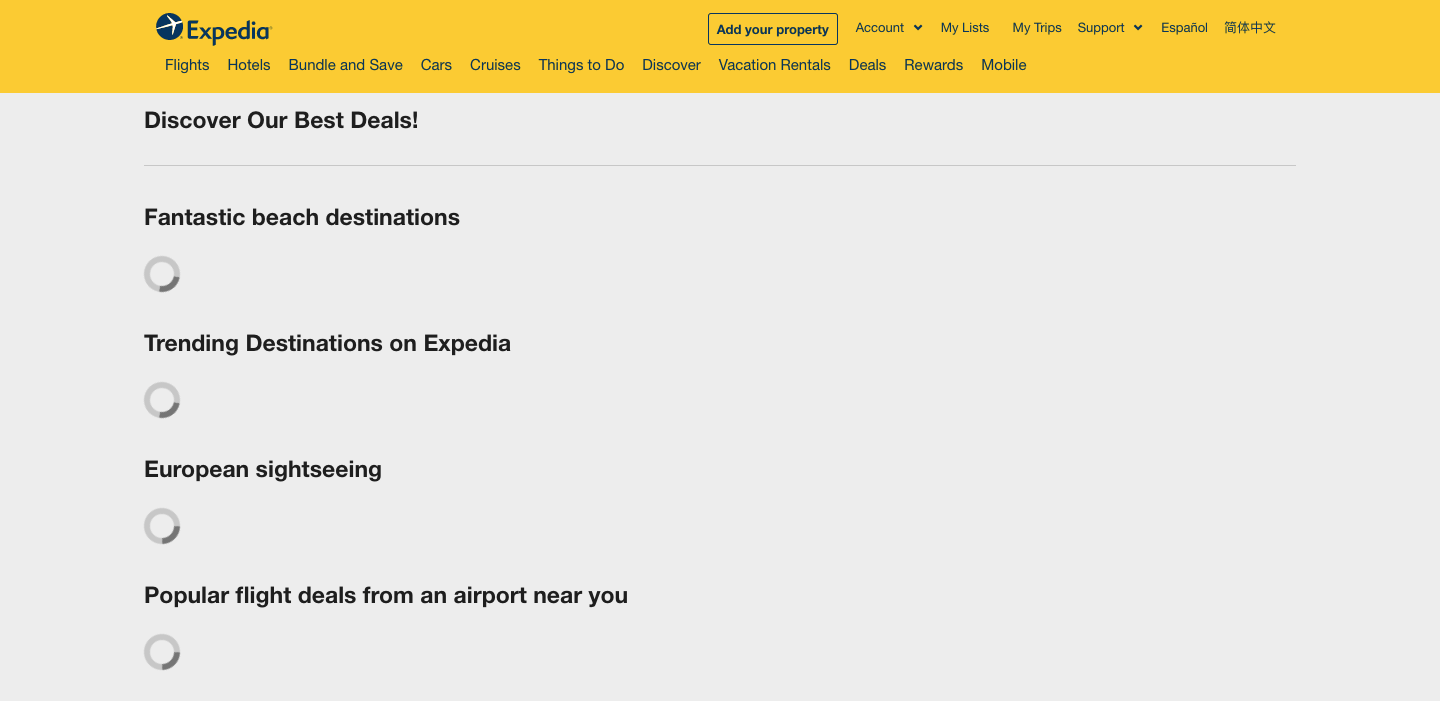 Expedia
Add your property
Account
My Lists
My Trips
Support
Español
简体中文
Flights
Hotels
Bundle and Save
Cars
Cruises
Things to Do
Discover
Vacation Rentals
Deals
Rewards
Mobile
Discover Our Best Deals!
Fantastic beach destinations
Trending Destinations on Expedia
European sightseeing
Popular flight deals from an airport near you